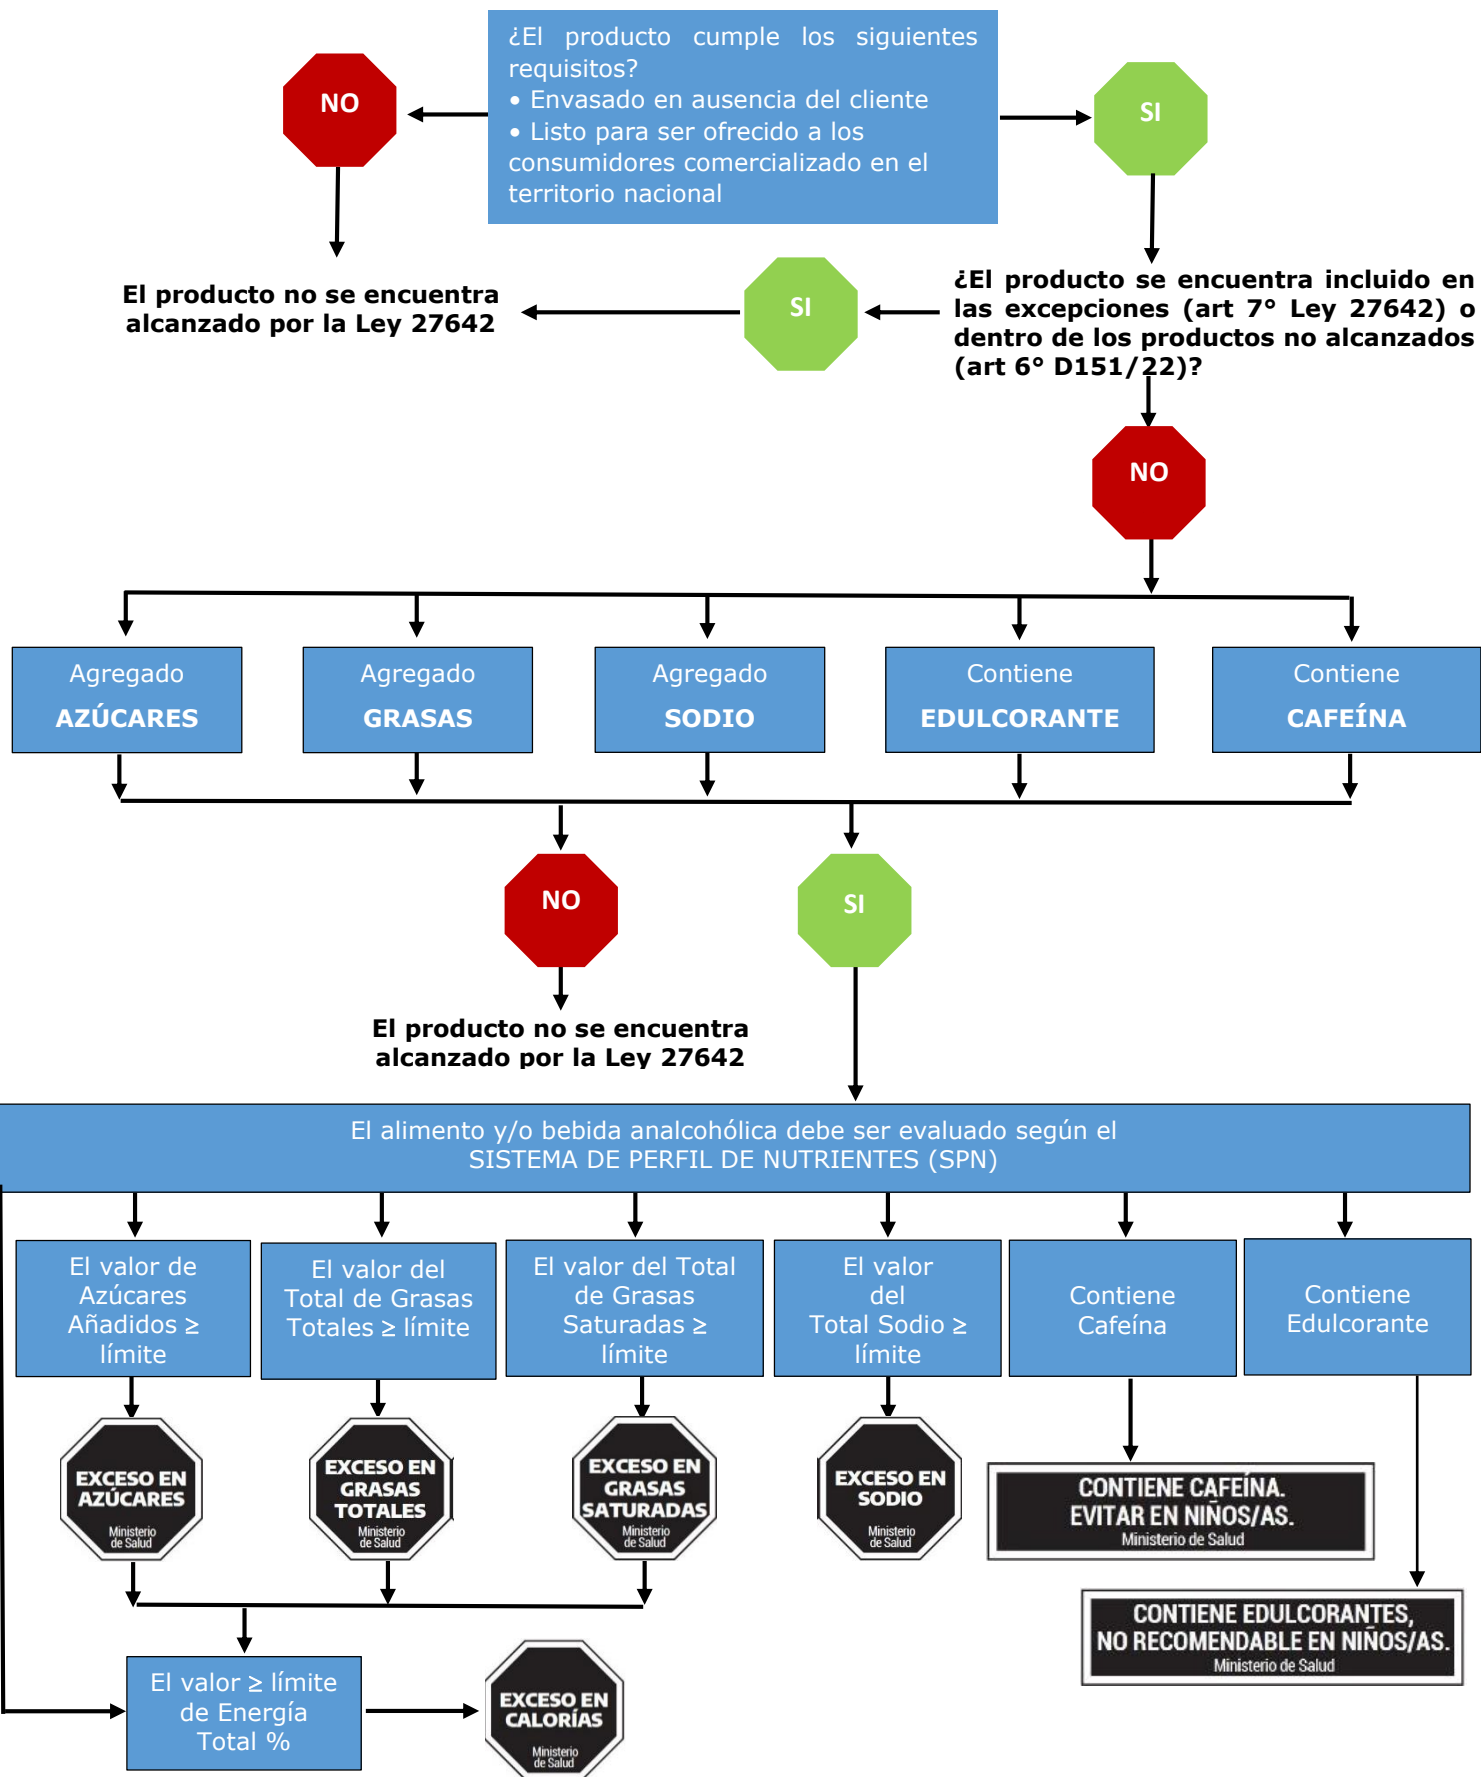 ¿El producto cumple los siguientes
requisitos?
• Envasado en ausencia del cliente
• Listo para ser ofrecido a los
consumidores comercializado en el
territorio nacional
NO
SI
El producto no se encuentra
alcanzado por la Ley 27642
SI
¿El producto se encuentra incluido en
las excepciones (art 7° Ley 27642) o
dentro de los productos no alcanzados
(art 6° D151/22)?
NO
Agregado
AZÚCARES
Agregado
GRASAS
Agregado
SODIO
Contiene
EDULCORANTE
Contiene
CAFEÍNA
NO
SI
El producto no se encuentra
alcanzado por la Ley 27642
El alimento y/o bebida analcohólica debe ser evaluado según el
SISTEMA DE PERFIL DE NUTRIENTES (SPN)
El valor de
Azúcares
Añadidos ≥
límite
El valor del
Total de Grasas
Totales ≥ límite
El valor del Total
de Grasas
Saturadas ≥
límite
El valor
del
Total Sodio ≥
límite
Contiene
Cafeína
Contiene
Edulcorante
EXCESO EN
AZÚCARES
Ministerio
de Salud
EXCESO EN
GRASAS
TOTALES
Ministerio
de Salud
EXCESO EN
GRASAS
SATURADAS
Ministerio
de Salud
EXCESO EN
SODIO
Ministerio
de Salud
CONTIENE CAFEÍNA.
EVITAR EN NIÑOS/AS.
Ministerio de Salud
CONTIENE EDULCORANTES,
NO RECOMENDABLE EN NIÑOS/AS.
Ministerio de Salud
El valor ≥ límite
de Energía
Total %
EXCESO EN
CALORÍAS
Ministerio
de Salud